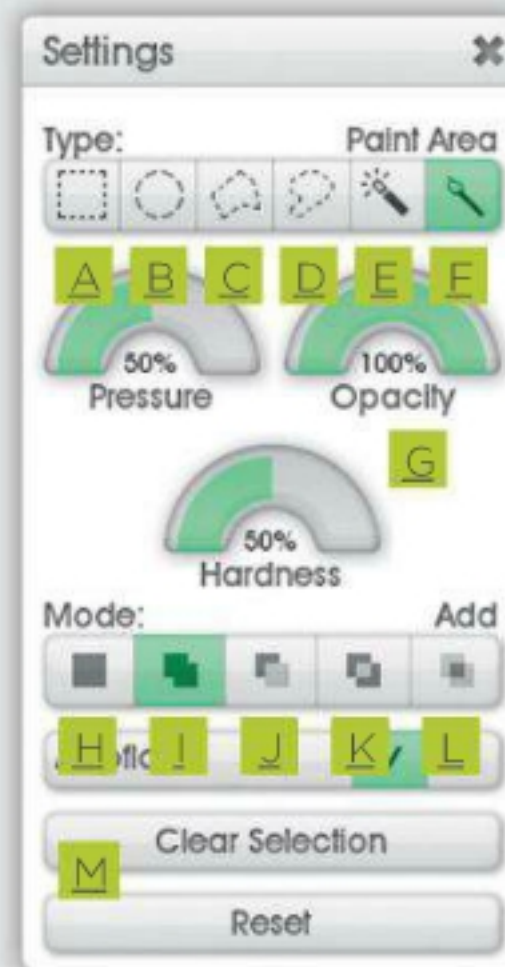 Settings
Type: Paint Area
A B C D E F
50% 100%
Pressure Opacity
G
50%
Hardness
Mode: Add
H I J K L
Clear Selection
M
Reset